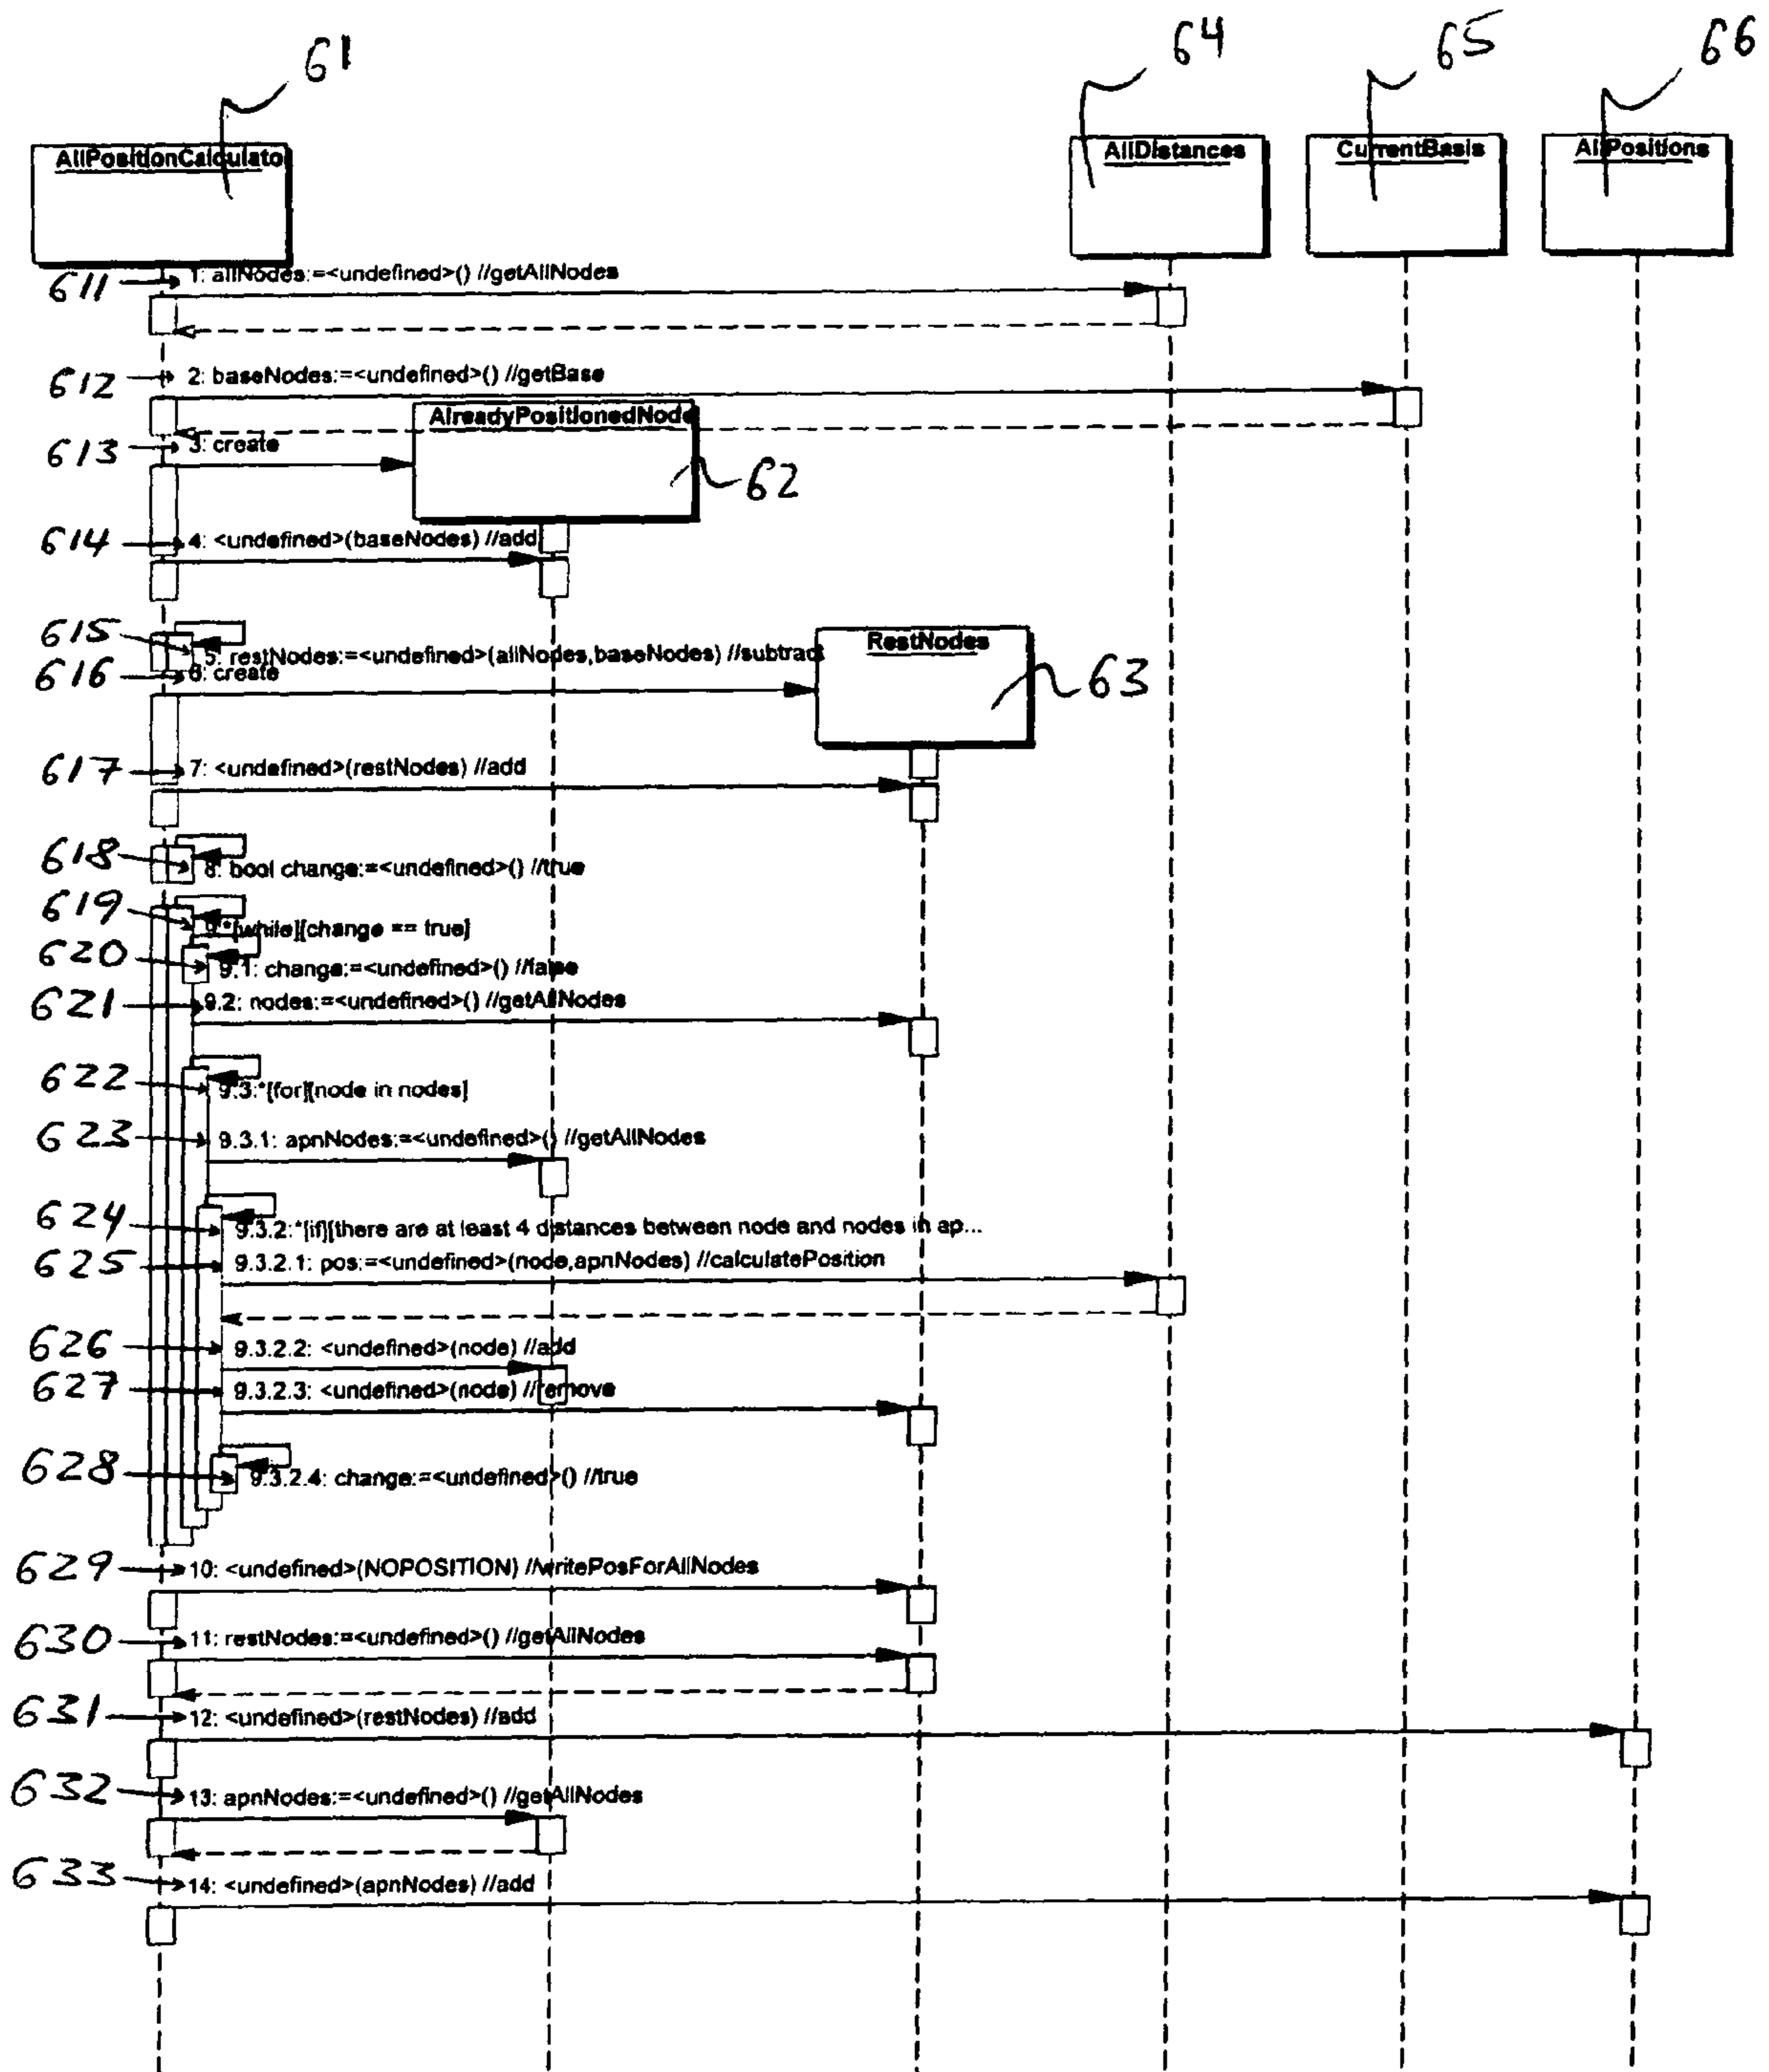 61
64
65
66
AllPositionCalculato
AllDistances
CurrentBasis
AllPositions
611
1: allNodes:=<undefined>() //getAllNodes
612
2: baseNodes:=<undefined>() //getBase
AlreadyPositionedNode
62
613
3: create
614
4: <undefined>(baseNodes) //add
615
5: restNodes:=<undefined>(allNodes,baseNodes) //subtract
RestNodes
63
616
6: create
617
7: <undefined>(restNodes) //add
618
8: bool change:=<undefined>() //true
619
9:*[while][change == true]
620
9.1: change:=<undefined>() //false
621
9.2: nodes:=<undefined>() //getAllNodes
622
9.3:*[for][node in nodes]
623
9.3.1: apnNodes:=<undefined>() //getAllNodes
624
9.3.2:*[if][there are at least 4 distances between node and nodes in ap...
625
9.3.2.1: pos:=<undefined>(node,apnNodes) //calculatePosition
626
9.3.2.2: <undefined>(node) //add
627
9.3.2.3: <undefined>(node) //remove
628
9.3.2.4: change:=<undefined>() //true
629
10: <undefined>(NOPOSITION) //writePosForAllNodes
630
11: restNodes:=<undefined>() //getAllNodes
631
12: <undefined>(restNodes) //add
632
13: apnNodes:=<undefined>() //getAllNodes
633
14: <undefined>(apnNodes) //add